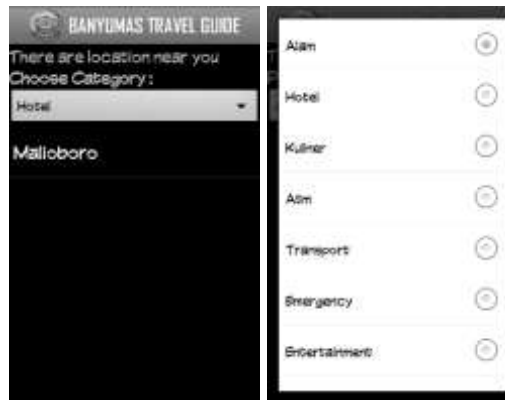 BANYUMAS TRAVEL GUIDE
There are location near you
Choose Category :
Hotel
Malioboro
Alam
Hotel
Kuliner
Atm
Transport
Emergency
Entertainment